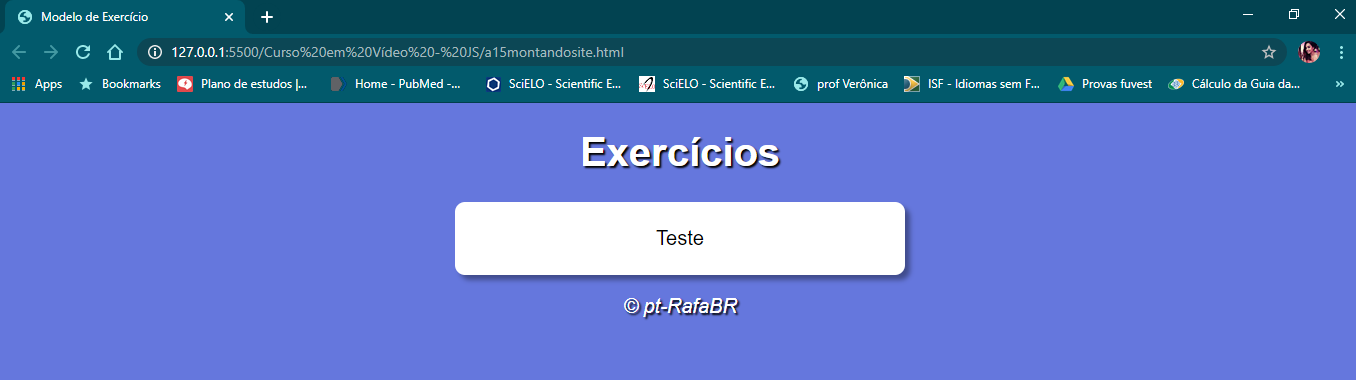 Modelo de Exercício
127.0.0.1:5500/Curso%20em%20Vídeo%20-%20JS/a15montandosite.html
Apps Bookmarks Plano de estudos |... Home - PubMed -... SciELO - Scientific E... SciELO - Scientific E... prof Verônica ISF - Idiomas sem F... Provas fuvest Cálculo da Guia da... »
Exercícios
Teste
© pt-RafaBR